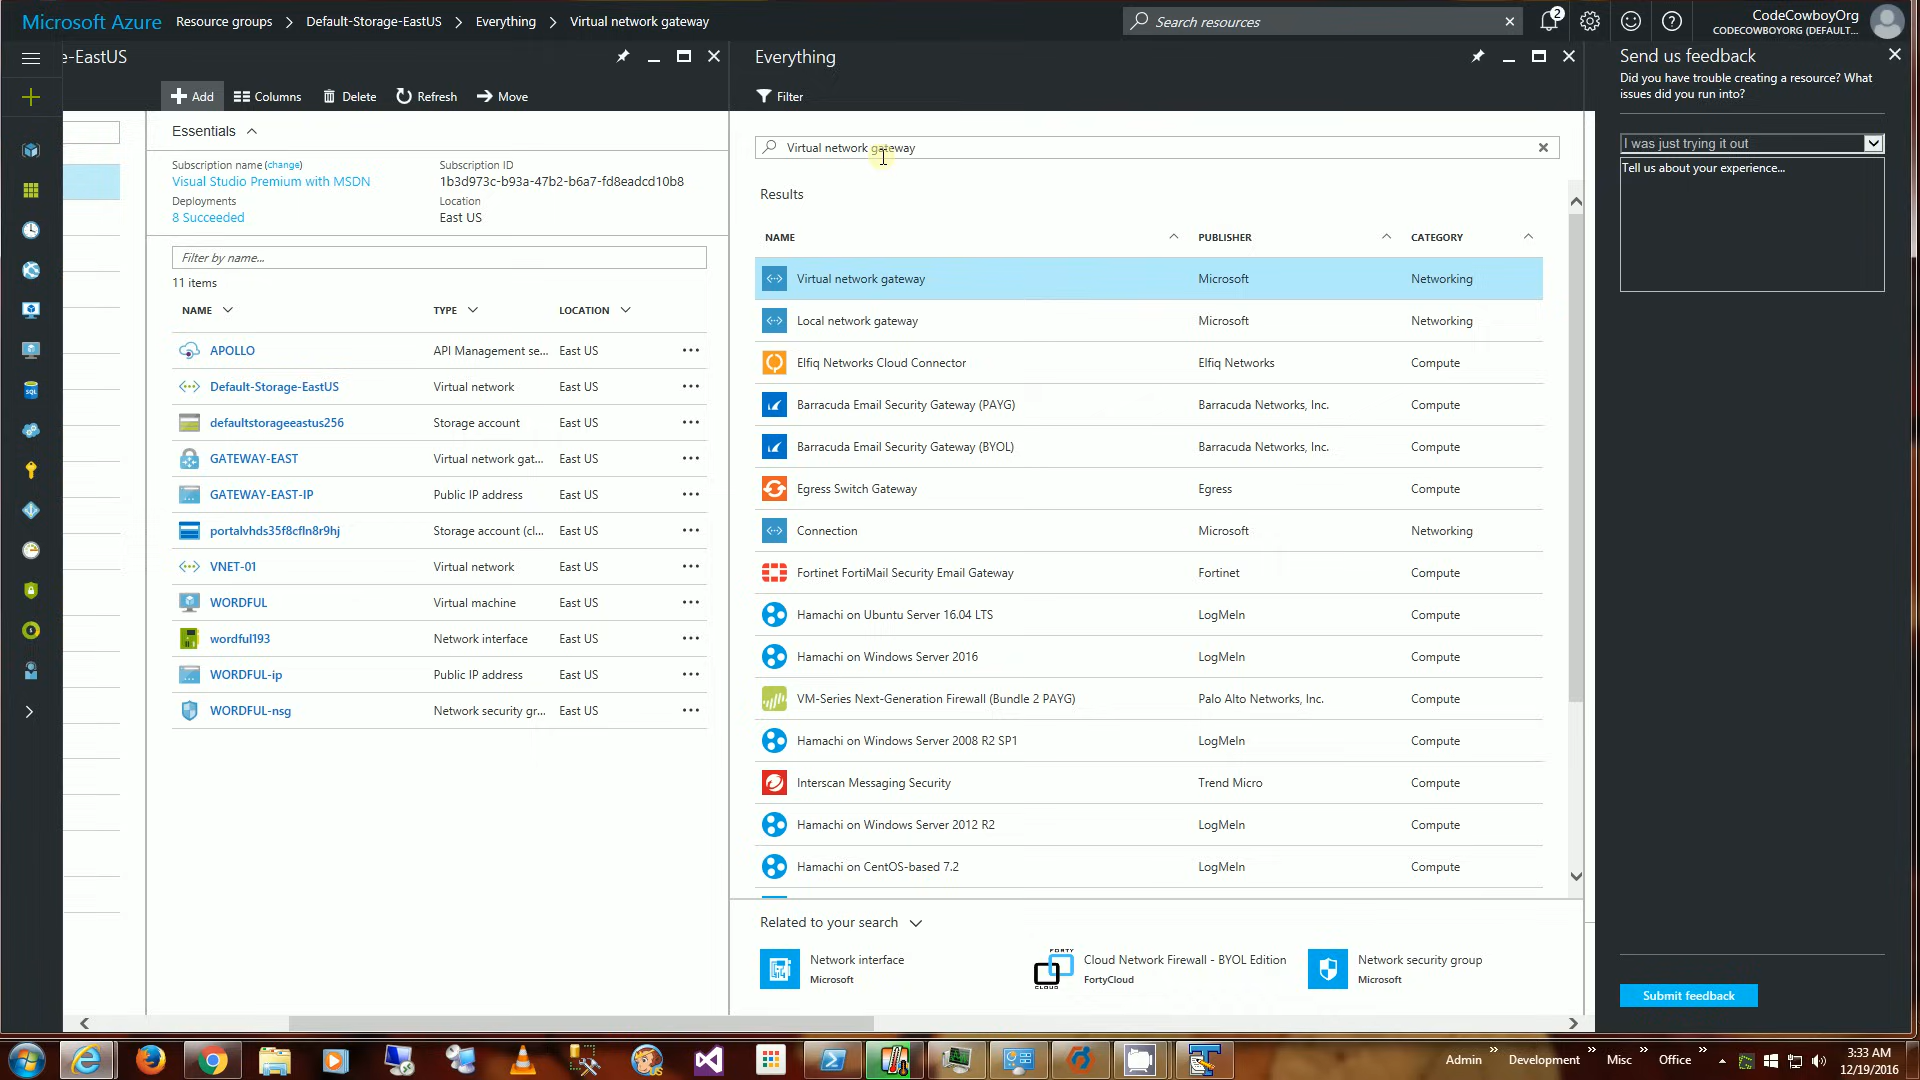 Microsoft Azure Resource groups Default-Storage-EastUS Everything Virtual network gateway
Search resources
2
CodeCowboyOrg
CODECOWBOYORG (DEFAULT...
e-EastUS
Add Columns Delete Refresh Move
Essentials
Subscription name (change)
Visual Studio Premium with MSDN
Deployments
8 Succeeded
Subscription ID
1b3d973c-b93a-47b2-b6a7-fd8eadcd10b8
Location
East US
Filter by name...
11 items
NAME TYPE LOCATION
APOLLO API Management se... East US
Default-Storage-EastUS Virtual network East US
defaultstorageeastus256 Storage account East US
GATEWAY-EAST Virtual network gat... East US
GATEWAY-EAST-IP Public IP address East US
portalvhds35f8cfln8r9hj Storage account (cl... East US
VNET-01 Virtual network East US
WORDFUL Virtual machine East US
wordful193 Network interface East US
WORDFUL-ip Public IP address East US
WORDFUL-nsg Network security gr... East US
Everything
Filter
Virtual network gateway
Results
NAME PUBLISHER CATEGORY
Virtual network gateway Microsoft Networking
Local network gateway Microsoft Networking
Elfiq Networks Cloud Connector Elfiq Networks Compute
Barracuda Email Security Gateway (PAYG) Barracuda Networks, Inc. Compute
Barracuda Email Security Gateway (BYOL) Barracuda Networks, Inc. Compute
Egress Switch Gateway Egress Compute
Connection Microsoft Networking
Fortinet FortiMail Security Email Gateway Fortinet Compute
Hamachi on Ubuntu Server 16.04 LTS LogMeIn Compute
Hamachi on Windows Server 2016 LogMeIn Compute
VM-Series Next-Generation Firewall (Bundle 2 PAYG) Palo Alto Networks, Inc. Compute
Hamachi on Windows Server 2008 R2 SP1 LogMeIn Compute
Interscan Messaging Security Trend Micro Compute
Hamachi on Windows Server 2012 R2 LogMeIn Compute
Hamachi on CentOS-based 7.2 LogMeIn Compute
Related to your search
Network interface
Microsoft
FORTY
CLOUD
Cloud Network Firewall - BYOL Edition
FortyCloud
Network security group
Microsoft
Send us feedback
Did you have trouble creating a resource? What
issues did you run into?
I was just trying it out
Tell us about your experience...
Submit feedback
SQL
Admin Development Misc Office
3:33 AM
12/19/2016